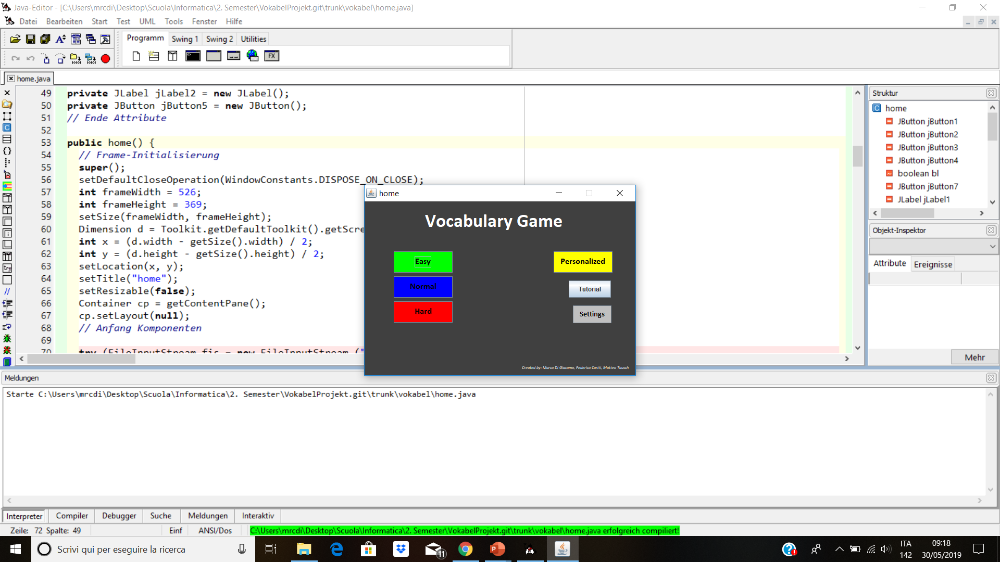 Java-Editor - [C:\Users\mrcdi\Desktop\Scuola\Informatica\2. Semester\VokabelProjekt.git\trunk\vokabel\home.java]
Datei Bearbeiten Start Test UML Tools Fenster Hilfe
Programm Swing 1 Swing 2 Utilities
FX
home.java
49 private JLabel jLabel2 = new JLabel();
50 private JButton jButton5 = new JButton();
51 // Ende Attribute
52
53 public home() {
54 // Frame-Initialisierung
55 super();
56 setDefaultCloseOperation(WindowConstants.DISPOSE_ON_CLOSE);
57 int frameWidth = 526;
58 int frameHeight = 369;
59 setSize(frameWidth, frameHeight);
60 Dimension d = Toolkit.getDefaultToolkit().getScre
61 int x = (d.width - getSize().width) / 2;
62 int y = (d.height - getSize().height) / 2;
63 setLocation(x, y);
64 setTitle("home");
65 setResizable(false);
66 Container cp = getContentPane();
67 cp.setLayout(null);
68 // Anfang Komponenten
69
70 try (FileInputStream fis = new FileInputStream ("
home
Vocabulary Game
Easy
Normal
Hard
Personalized
Tutorial
Settings
Created by: Marco Di Giacomo, Federico Cariti, Matteo Tausch
Struktur
home
JButton jButton1
JButton jButton2
JButton jButton3
JButton jButton4
boolean bl
JButton jButton7
JLabel jLabel1
Objekt-Inspektor
Attribute Ereignisse
Mehr
Meldungen
Starte C:\Users\mrcdi\Desktop\Scuola\Informatica\2. Semester\VokabelProjekt.git\trunk\vokabel\home.java
Interpreter Compiler Debugger Suche Meldungen Interaktiv
Zeile: 72 Spalte: 49 Einf ANSI/Dos C:\Users\mrcdi\Desktop\Scuola\Informatica\2. Semester\VokabelProjekt.git\trunk\vokabel\home.java erfolgreich compiliert!
Scrivi qui per eseguire la ricerca
11
ITA
142
09:18
30/05/2019